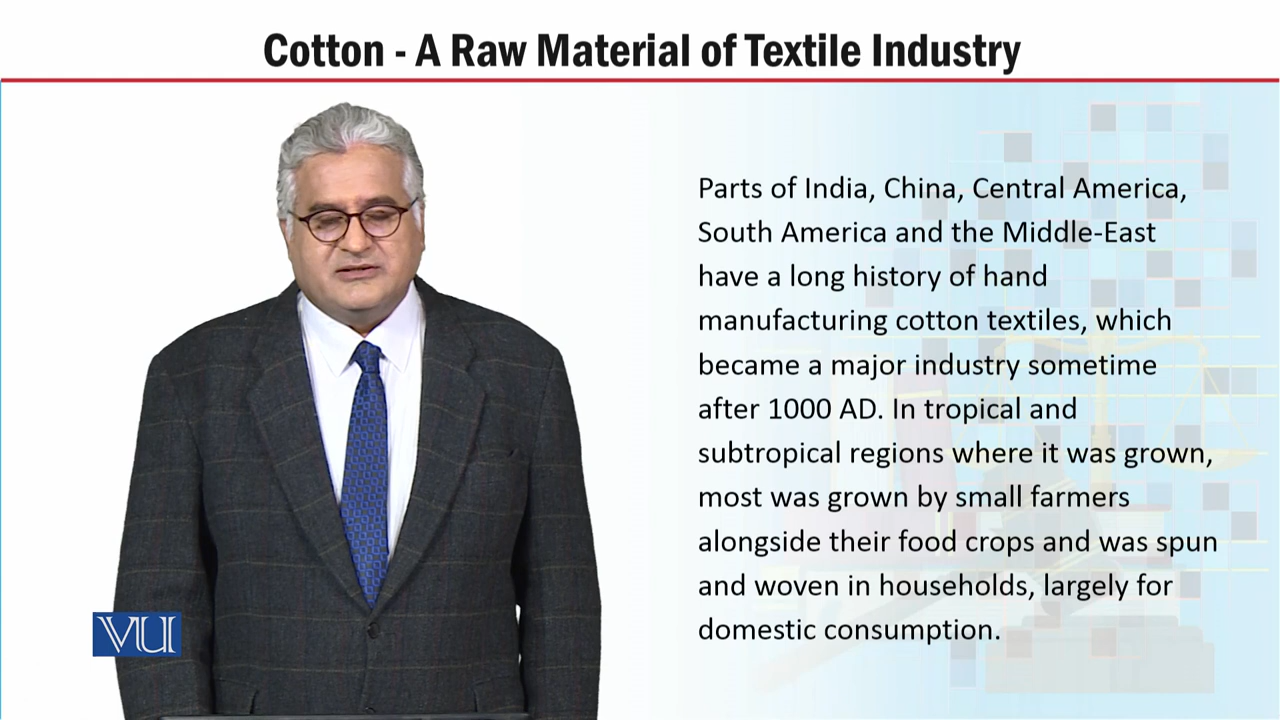 Cotton - A Raw Material of Textile Industry
Parts of India, China, Central America,
South America and the Middle-East
have a long history of hand
manufacturing cotton textiles, which
became a major industry sometime
after 1000 AD. In tropical and
subtropical regions where it was grown,
most was grown by small farmers
alongside their food crops and was spun
and woven in households, largely for
domestic consumption.
VU